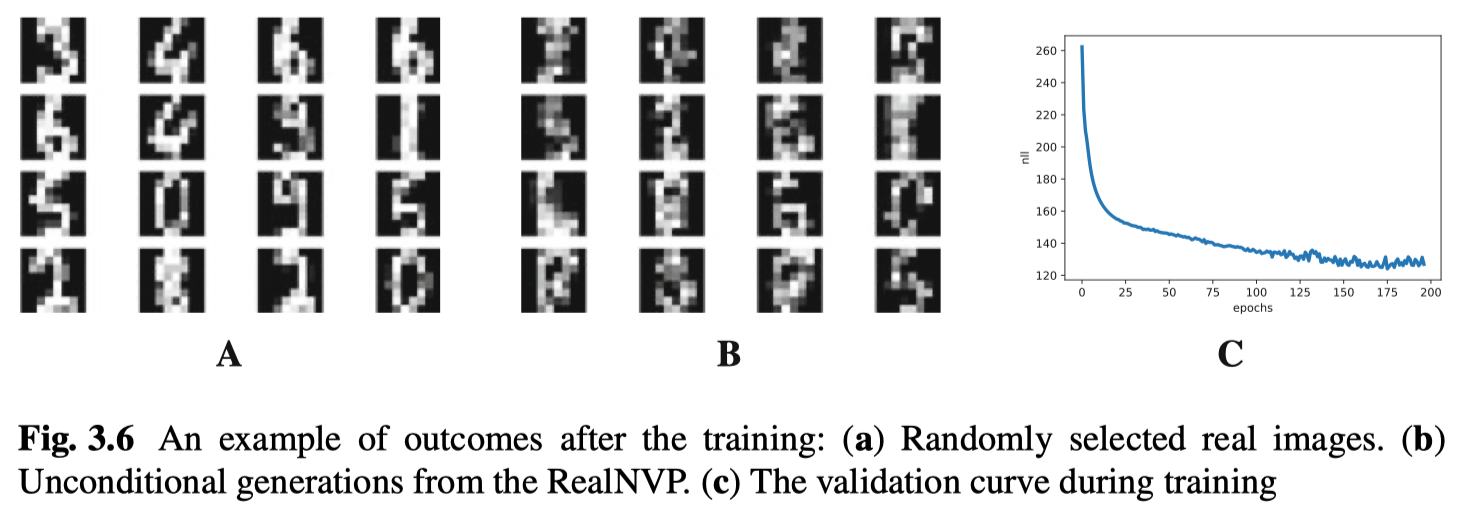 260
240
220
200
180
160
140
120
nll
0 25 50 75 100 125 150 175 200
epochs
A B C
Fig. 3.6 An example of outcomes after the training: (a) Randomly selected real images. (b)
Unconditional generations from the RealNVP. (c) The validation curve during training